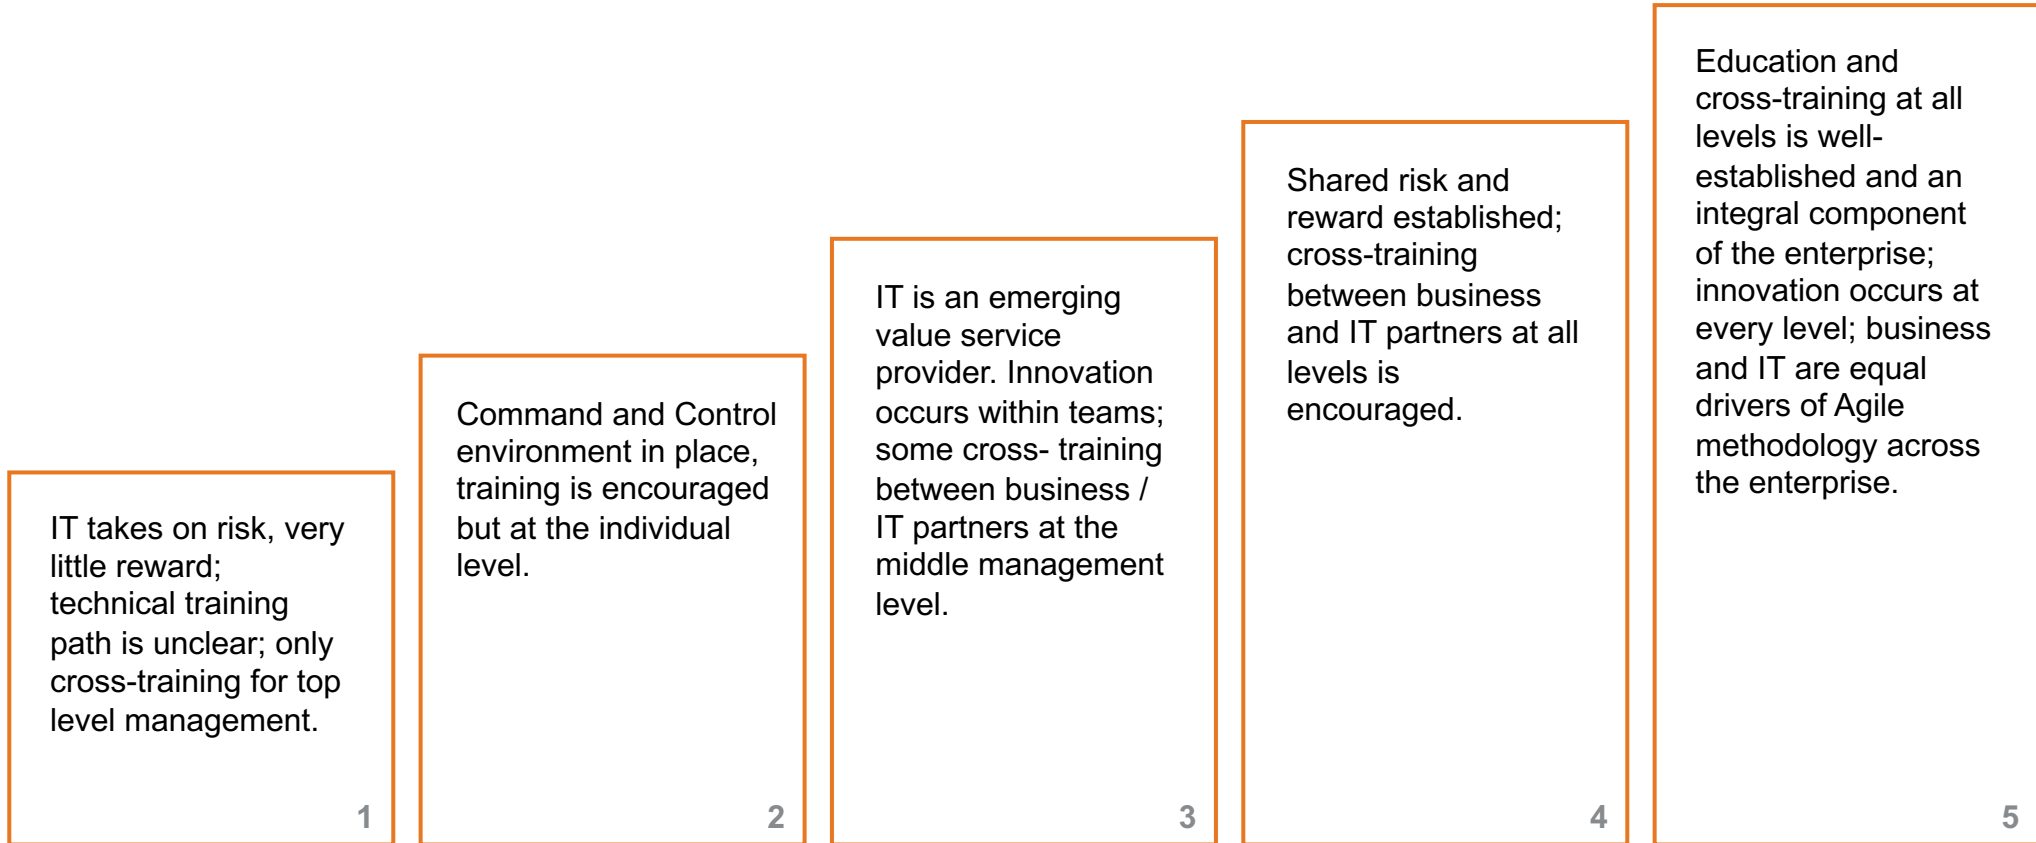 IT takes on risk, very
little reward;
technical training
path is unclear; only
cross-training for top
level management.
1
Command and Control
environment in place,
training is encouraged
but at the individual
level.
2
IT is an emerging
value service
provider. Innovation
occurs within teams;
some cross- training
between business /
IT partners at the
middle management
level.
3
Shared risk and
reward established;
cross-training
between business
and IT partners at all
levels is
encouraged.
4
Education and
cross-training at all
levels is well-
established and an
integral component
of the enterprise;
innovation occurs at
every level; business
and IT are equal
drivers of Agile
methodology across
the enterprise.
5